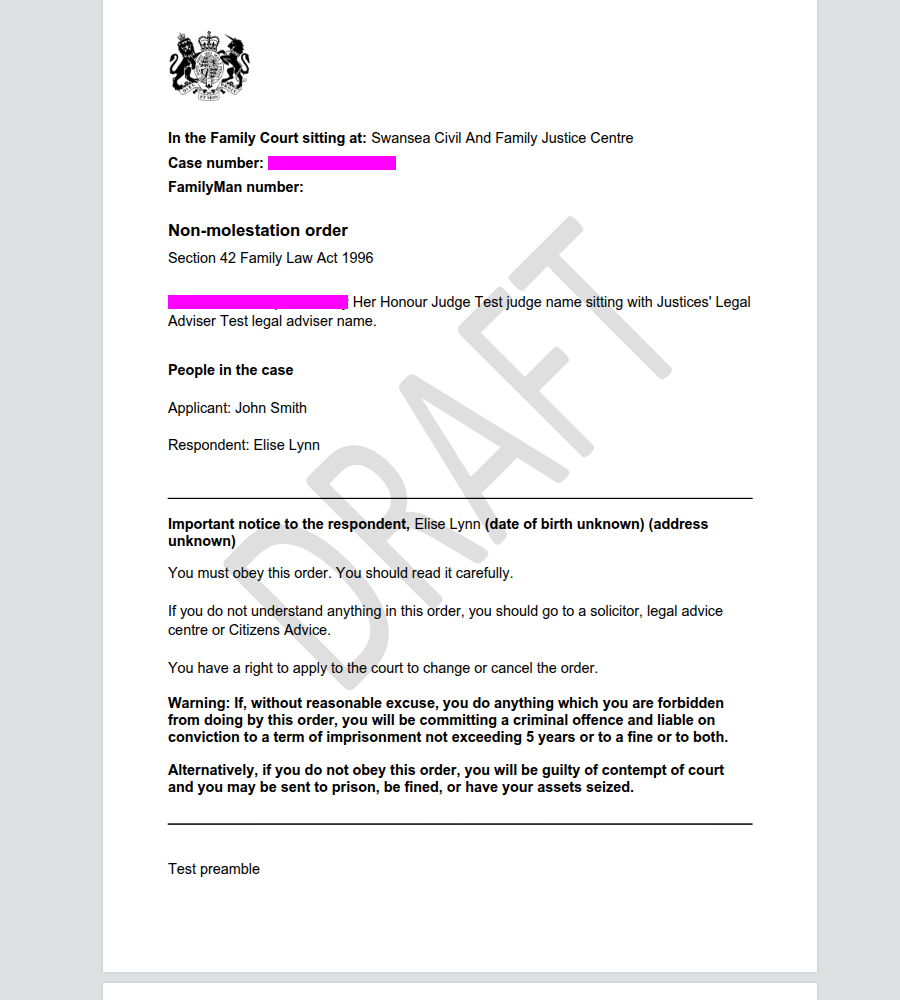 DIEU ET MON DROIT
In the Family Court sitting at: Swansea Civil And Family Justice Centre
Case number:
FamilyMan number:
Non-molestation order
Section 42 Family Law Act 1996
Her Honour Judge Test judge name sitting with Justices' Legal
Adviser Test legal adviser name.
People in the case
Applicant: John Smith
Respondent: Elise Lynn
Important notice to the respondent, Elise Lynn (date of birth unknown) (address
unknown)
You must obey this order. You should read it carefully.
If you do not understand anything in this order, you should go to a solicitor, legal advice
centre or Citizens Advice.
You have a right to apply to the court to change or cancel the order.
Warning: If, without reasonable excuse, you do anything which you are forbidden
from doing by this order, you will be committing a criminal offence and liable on
conviction to a term of imprisonment not exceeding 5 years or to a fine or to both.
Alternatively, if you do not obey this order, you will be guilty of contempt of court
and you may be sent to prison, be fined, or have your assets seized.
Test preamble
DRAFT